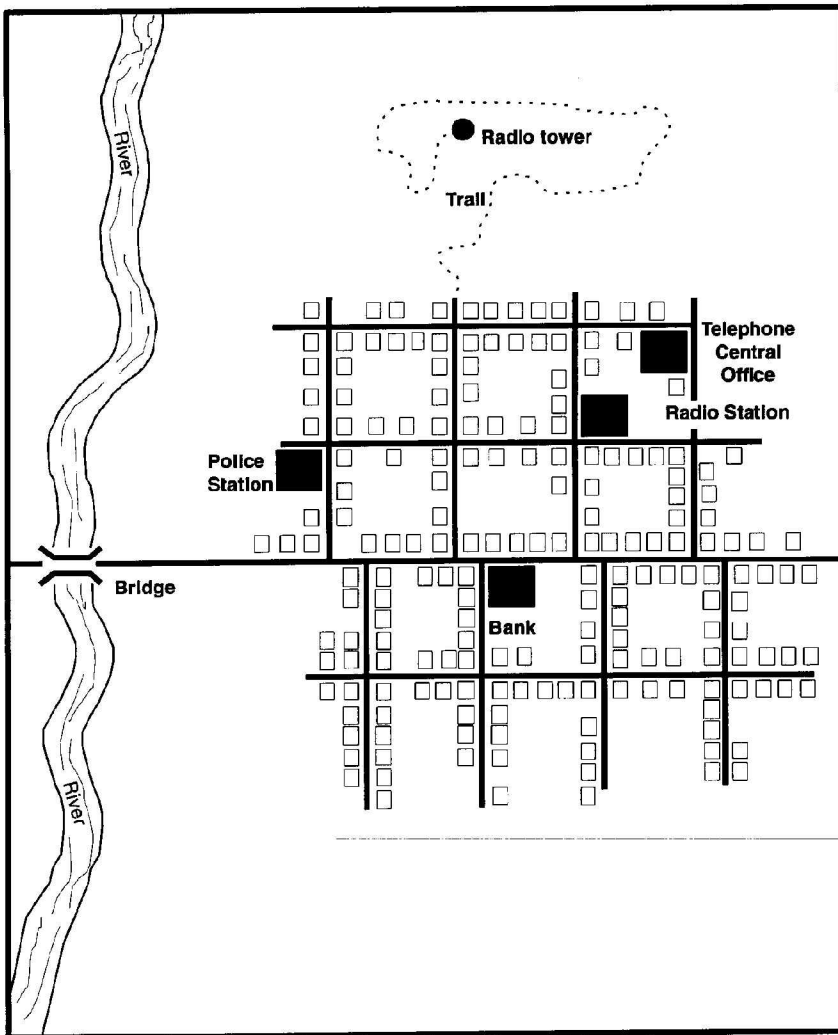 River
Radio tower
Trail
Telephone
Central
Office
Radio Station
Police
Station
Bridge
Bank
River